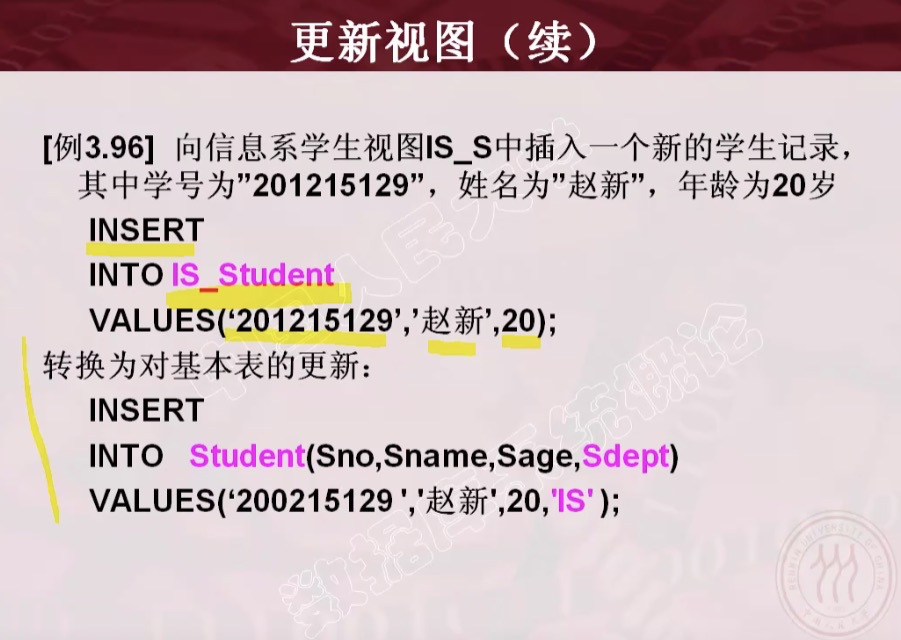 更新视图（续）
[例3.96] 向信息系学生视图IS_S中插入一个新的学生记录，
其中学号为”201215129”，姓名为”赵新”，年龄为20岁
INSERT
INTO IS_Student
VALUES(‘201215129’,’赵新’,20);
转换为对基本表的更新：
INSERT
INTO Student(Sno,Sname,Sage,Sdept)
VALUES(‘200215129 ','赵新',20,'IS' );
中国人民大学
数据库系统概论